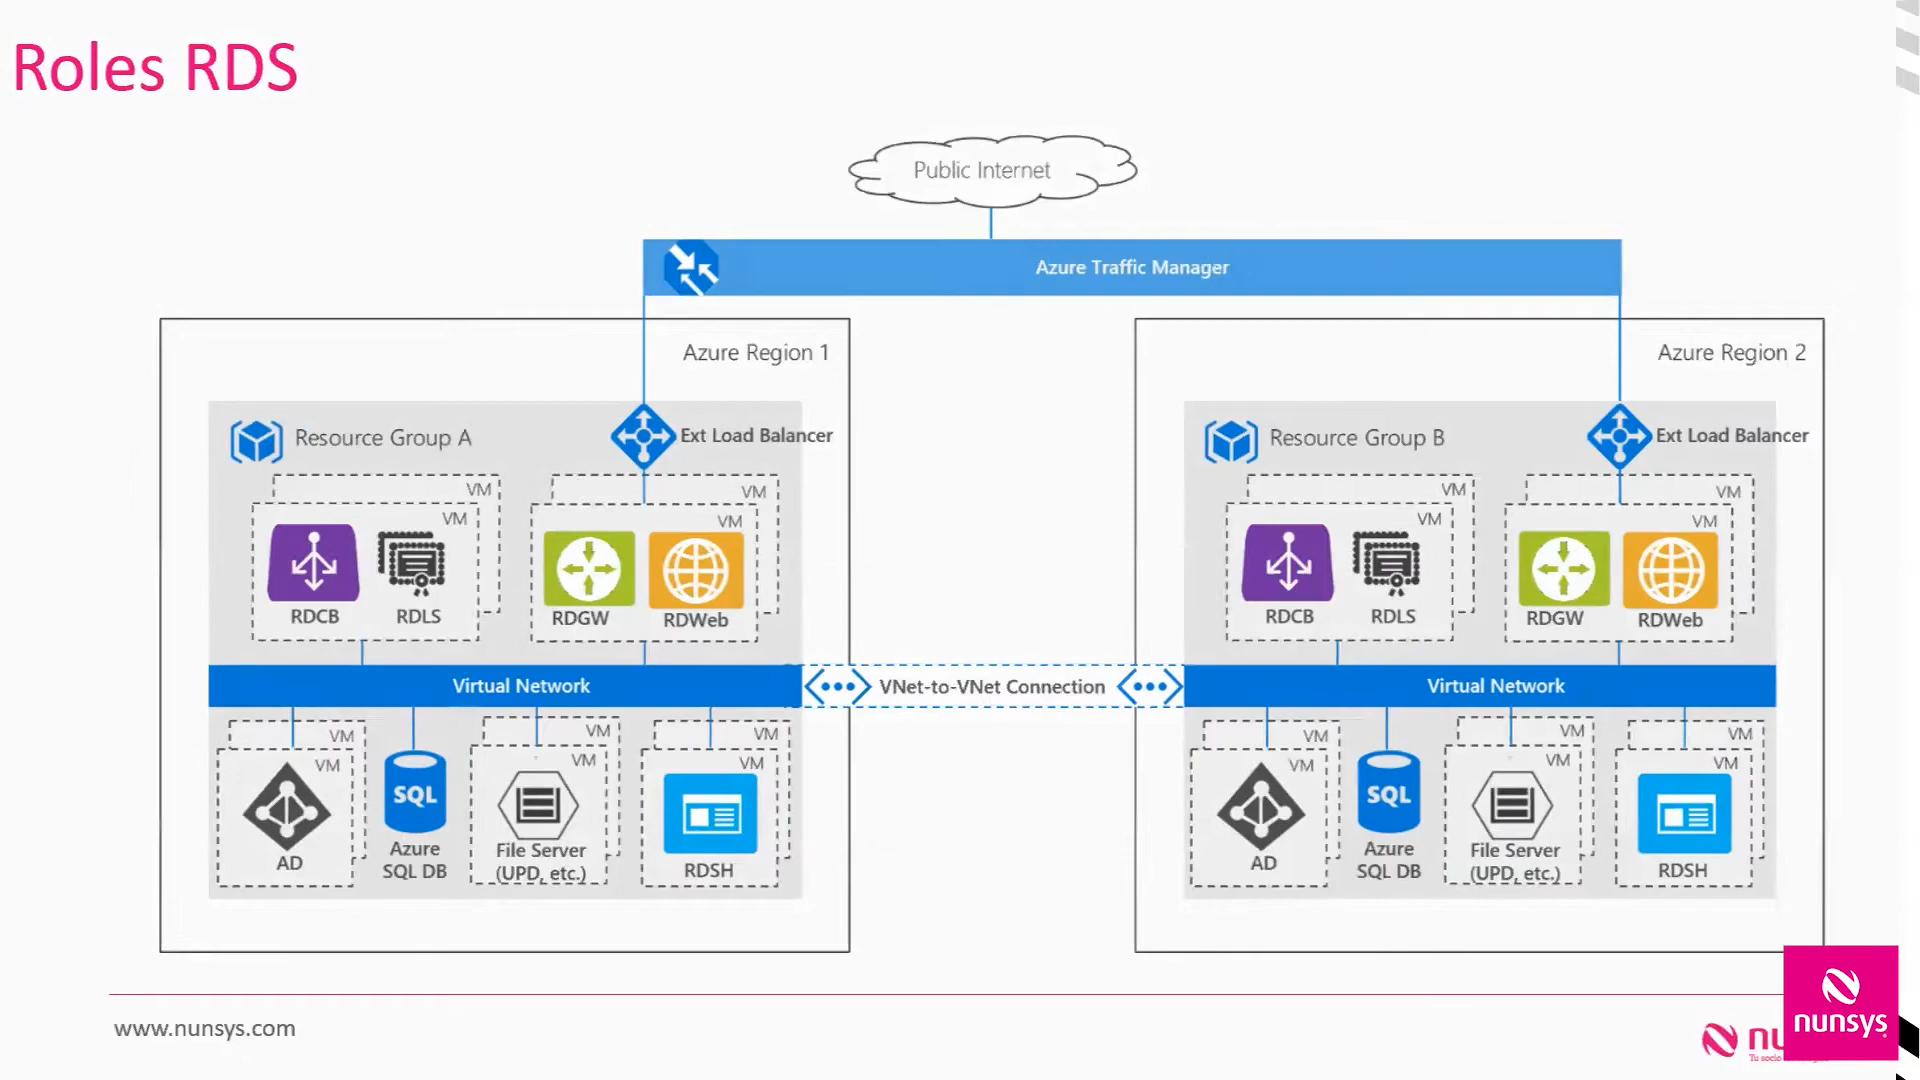 Roles RDS
Public Internet
Azure Traffic Manager
Azure Region 1
Resource Group A
Ext Load Balancer
VM
VM
RDCB
RDLS
VM
VM
RDGW
RDWeb
Virtual Network
VM
VM
AD
SQL
Azure
SQL DB
VM
VM
File Server
(UPD, etc.)
VM
VM
RDSH
VNet-to-VNet Connection
Azure Region 2
Resource Group B
Ext Load Balancer
VM
VM
RDCB
RDLS
VM
VM
RDGW
RDWeb
Virtual Network
VM
VM
AD
SQL
Azure
SQL DB
VM
VM
File Server
(UPD, etc.)
VM
VM
RDSH
www.nunsys.com
nunsys
Tu socio